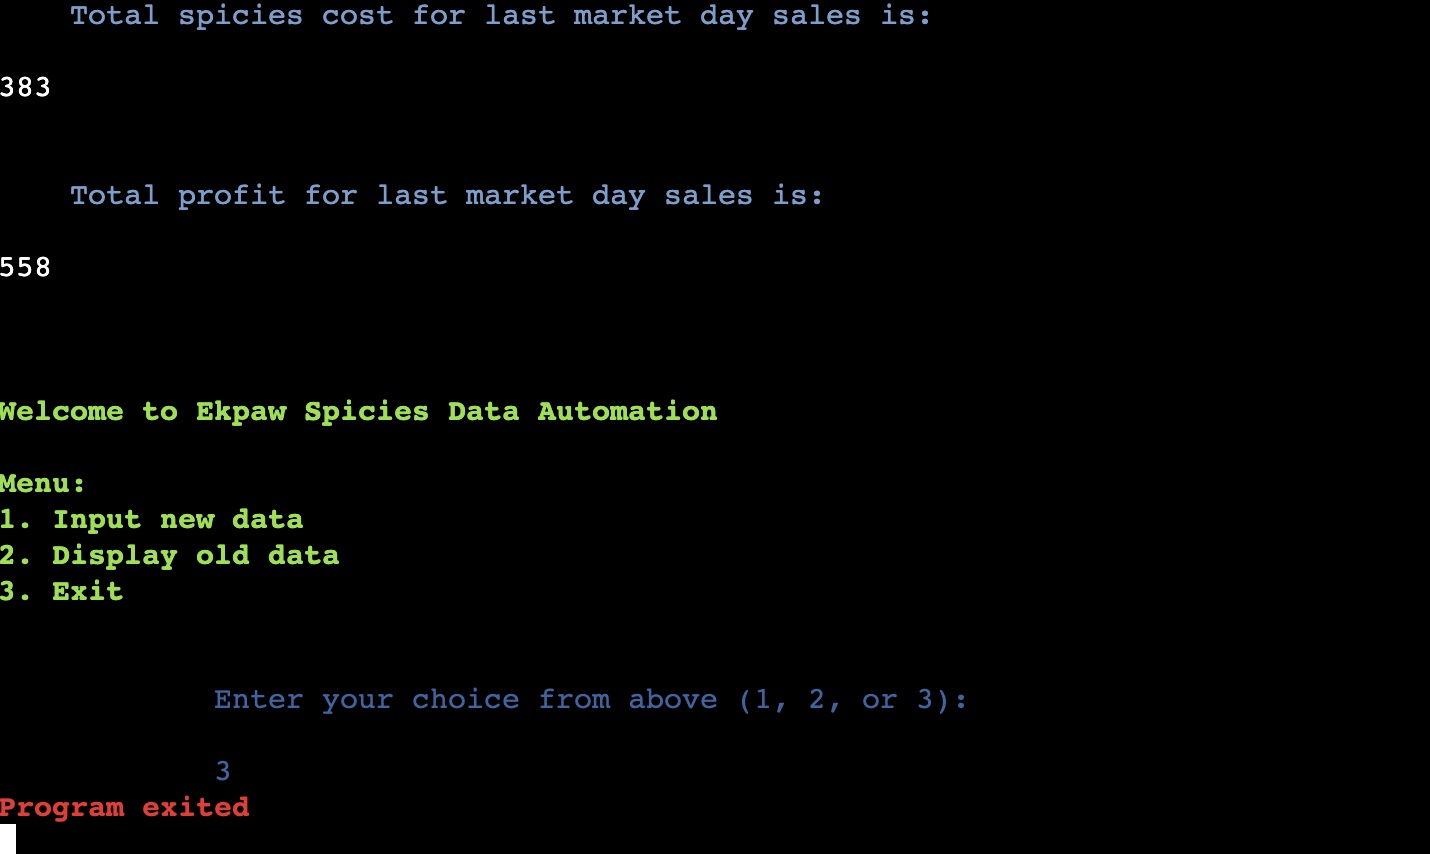 Total spicies cost for last market day sales is:
383
Total profit for last market day sales is:
558
Welcome to Ekpaw Spicies Data Automation
Menu:
1. Input new data
2. Display old data
3. Exit
Enter your choice from above (1, 2, or 3):
3
Program exited